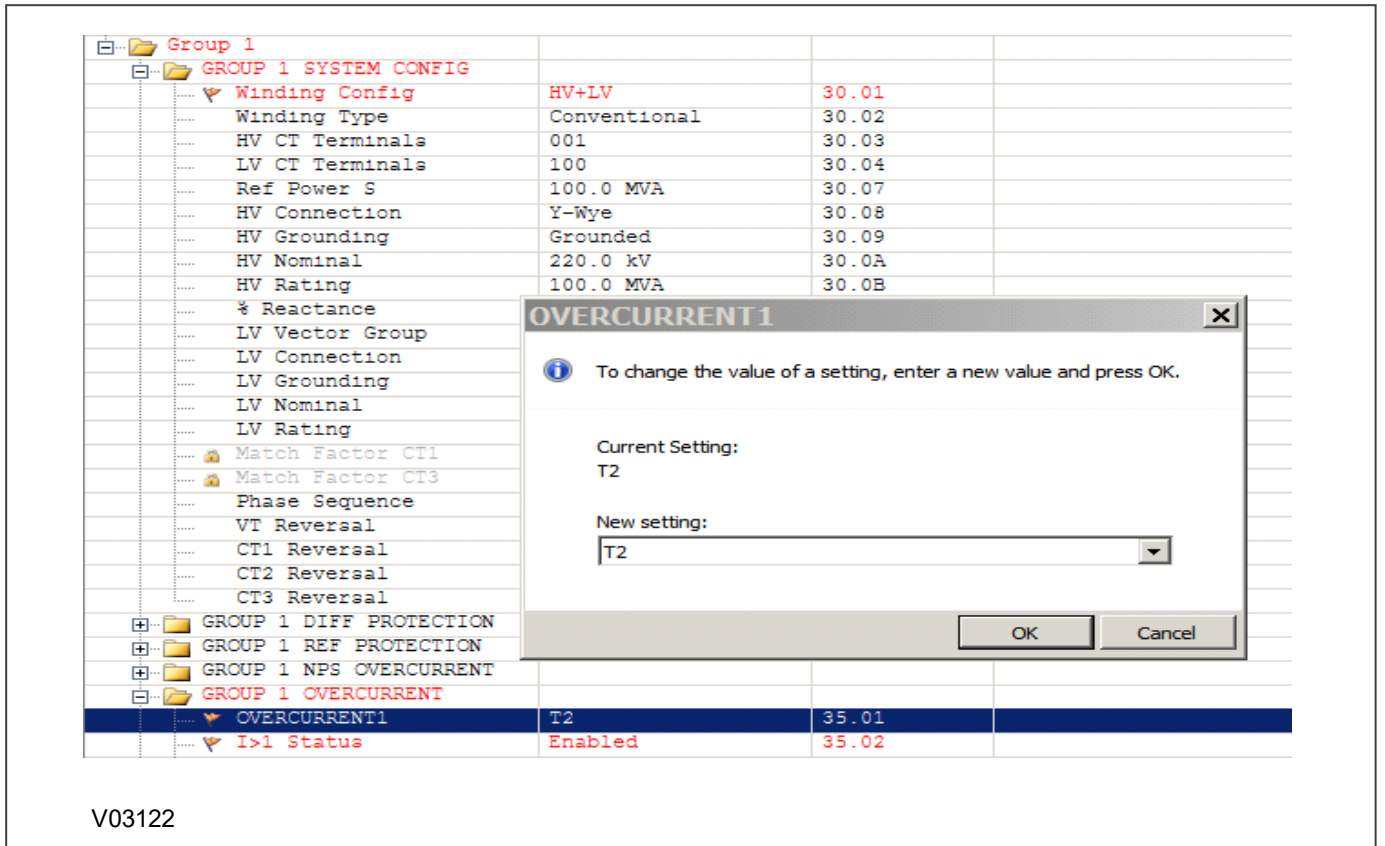 Group 1
GROUP 1 SYSTEM CONFIG
Winding Config HV+LV 30.01
Winding Type Conventional 30.02
HV CT Terminals 001 30.03
LV CT Terminals 100 30.04
Ref Power S 100.0 MVA 30.07
HV Connection Y-Wye 30.08
HV Grounding Grounded 30.09
HV Nominal 220.0 kV 30.0A
HV Rating 100.0 MVA 30.0B
% Reactance
LV Vector Group
LV Connection
LV Grounding
LV Nominal
LV Rating
Match Factor CT1
Match Factor CT3
Phase Sequence
VT Reversal
CT1 Reversal
CT2 Reversal
CT3 Reversal
GROUP 1 DIFF PROTECTION
GROUP 1 REF PROTECTION
GROUP 1 NPS OVERCURRENT
GROUP 1 OVERCURRENT
OVERCURRENT1 T2 35.01
I>1 Status Enabled 35.02
OVERCURRENT1
To change the value of a setting, enter a new value and press OK.
Current Setting:
T2
New setting:
T2
OK Cancel
V03122